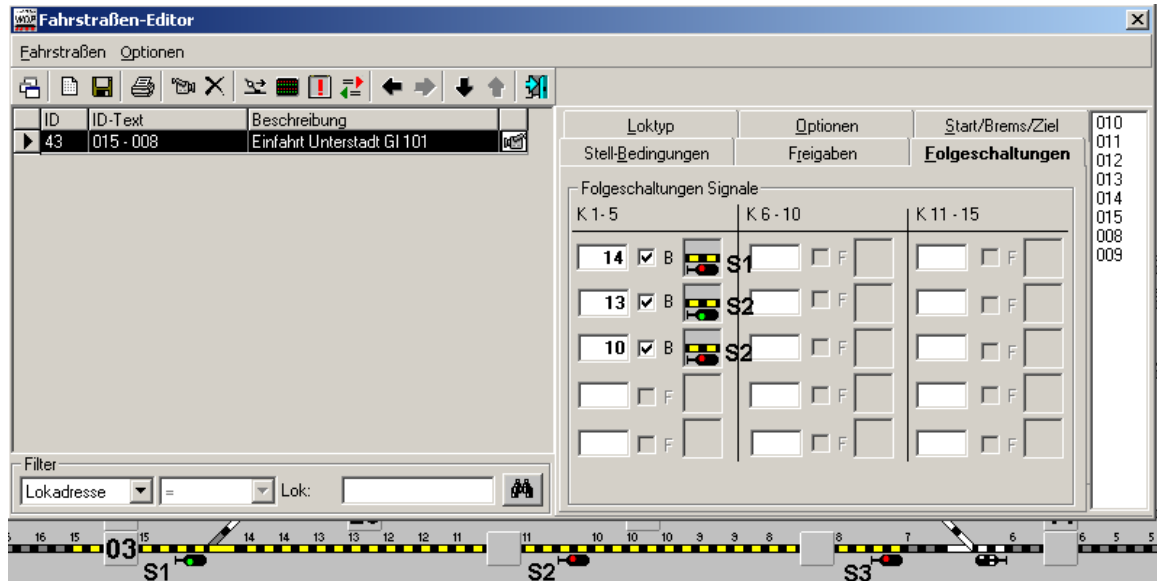 Fahrstraßen-Editor
Fahrstraßen Optionen
ID ID-Text Beschreibung
43 015 - 008 Einfahrt Unterstadt Gl 101
Filter
Lokadresse = Lok:
Loktyp Optionen Start/Brems/Ziel
Stell-Bedingungen Freigaben Folgeschaltungen
Folgeschaltungen Signale
K 1- 5 K 6 - 10 K 11 - 15
14 B S1 F F
13 B S2 F F
10 B S2 F F
F F F
F F F
010
011
012
013
014
015
008
009
16 15 03 15 14 14 13 13 12 12 11 11 10 10 10 9 9 8 8 7 6 6 5 5
S1 S2 S3